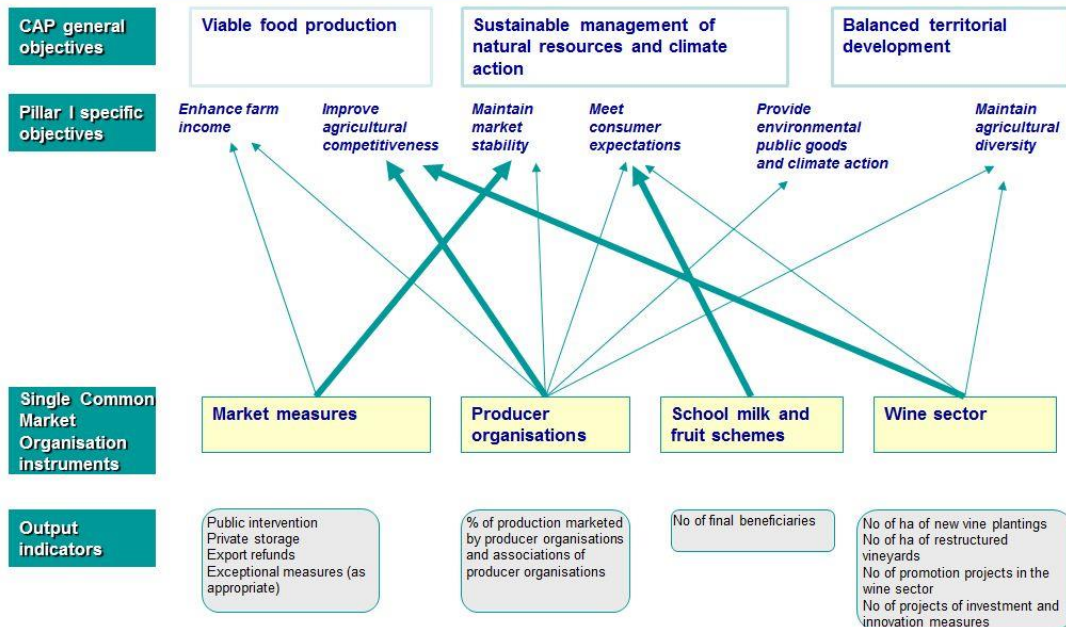 CAP general
objectives
Viable food production
Sustainable management of
natural resources and climate
action
Balanced territorial
development
Pillar I specific
objectives
Enhance farm
income
Improve
agricultural
competitiveness
Maintain
market
stability
Meet
consumer
expectations
Provide
environmental
public goods
and climate action
Maintain
agricultural
diversity
Single Common
Market
Organisation
instruments
Market measures
Producer
organisations
School milk and
fruit schemes
Wine sector
Output
indicators
Public intervention
Private storage
Export refunds
Exceptional measures (as
appropriate)
% of production marketed
by producer organisations
and associations of
producer organisations
No of final beneficiaries
No of ha of new vine plantings
No of ha of restructured
vineyards
No of promotion projects in the
wine sector
No of projects of investment and
innovation measures